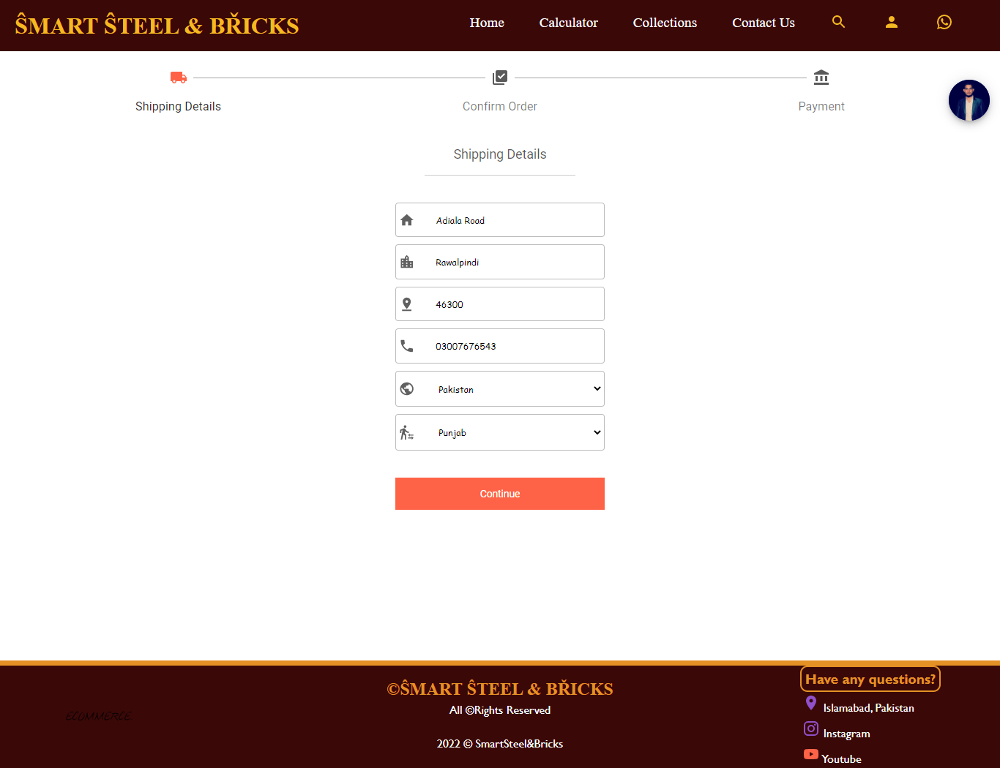 ŜMART ŜTEEL & BŘICKS
Home Calculator Collections Contact Us
Shipping Details Confirm Order Payment
Shipping Details
Adiala Road
Rawalpindi
46300
03007676543
Pakistan
Punjab
Continue
ECOMMERCE
©ŜMART ŜTEEL & BŘICKS
All ©Rights Reserved
2022 © SmartSteel&Bricks
Have any questions?
Islamabad, Pakistan
Instagram
Youtube